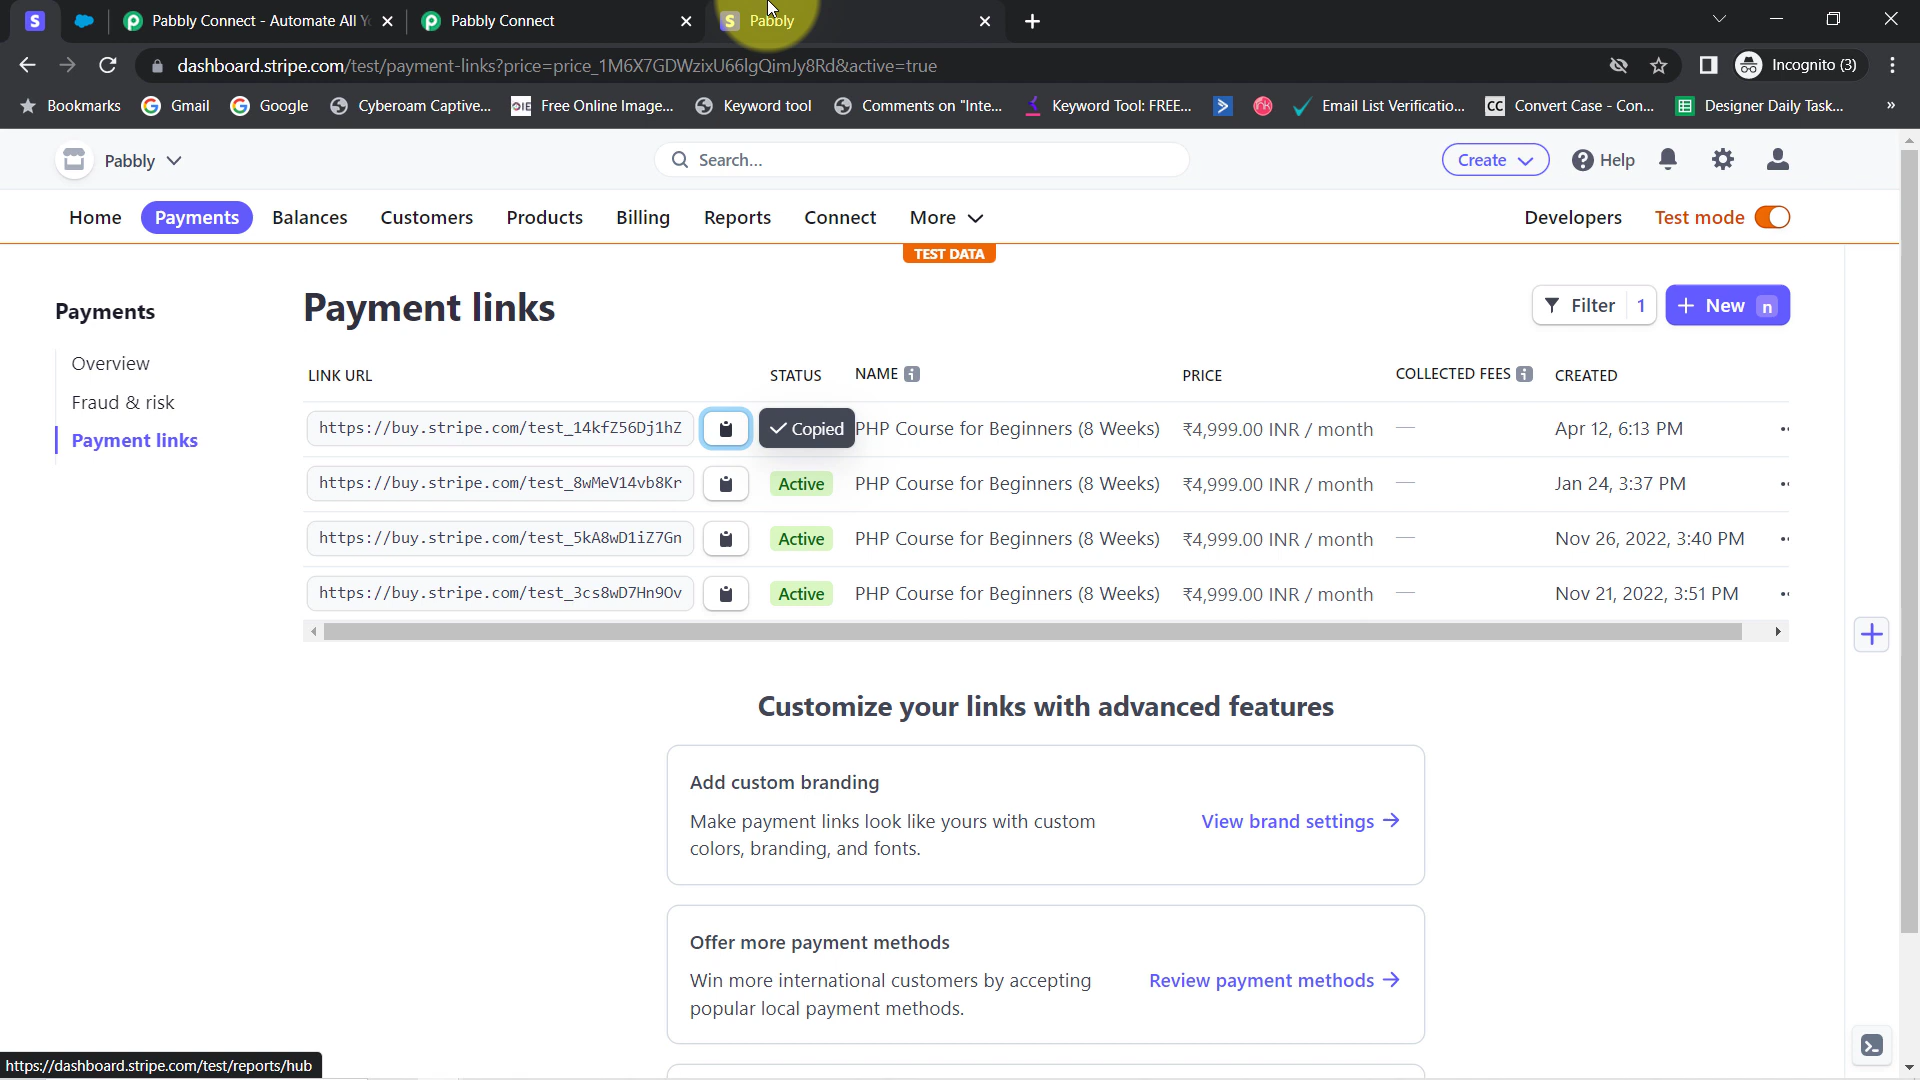 S
Pabbly Connect - Automate All Y
Pabbly Connect
S Pabbly
dashboard.stripe.com/test/payment-links?price=price_1M6X7GDWzixU66lgQimJy8Rd&active=true
Incognito (3)
Bookmarks
Gmail
Google
Cyberoam Captive...
OIE Free Online Image...
Keyword tool
Comments on "Inte...
Keyword Tool: FREE...
Email List Verificatio...
CC Convert Case - Con...
Designer Daily Task...
»
Pabbly
Search...
Create
Help
Home
Payments
Balances
Customers
Products
Billing
Reports
Connect
More
Developers
Test mode
TEST DATA
Payments
Overview
Fraud & risk
Payment links
Payment links
Filter 1
+ New n
LINK URL STATUS NAME PRICE COLLECTED FEES CREATED
https://buy.stripe.com/test_14kfZ56Dj1hZ Copied PHP Course for Beginners (8 Weeks) ₹4,999.00 INR / month — Apr 12, 6:13 PM
https://buy.stripe.com/test_8wMeV14vb8Kr Active PHP Course for Beginners (8 Weeks) ₹4,999.00 INR / month — Jan 24, 3:37 PM
https://buy.stripe.com/test_5kA8wD1iZ7Gn Active PHP Course for Beginners (8 Weeks) ₹4,999.00 INR / month — Nov 26, 2022, 3:40 PM
https://buy.stripe.com/test_3cs8wD7Hn9Ov Active PHP Course for Beginners (8 Weeks) ₹4,999.00 INR / month — Nov 21, 2022, 3:51 PM
Customize your links with advanced features
Add custom branding
Make payment links look like yours with custom
colors, branding, and fonts.
View brand settings →
Offer more payment methods
Win more international customers by accepting
popular local payment methods.
Review payment methods →
https://dashboard.stripe.com/test/reports/hub